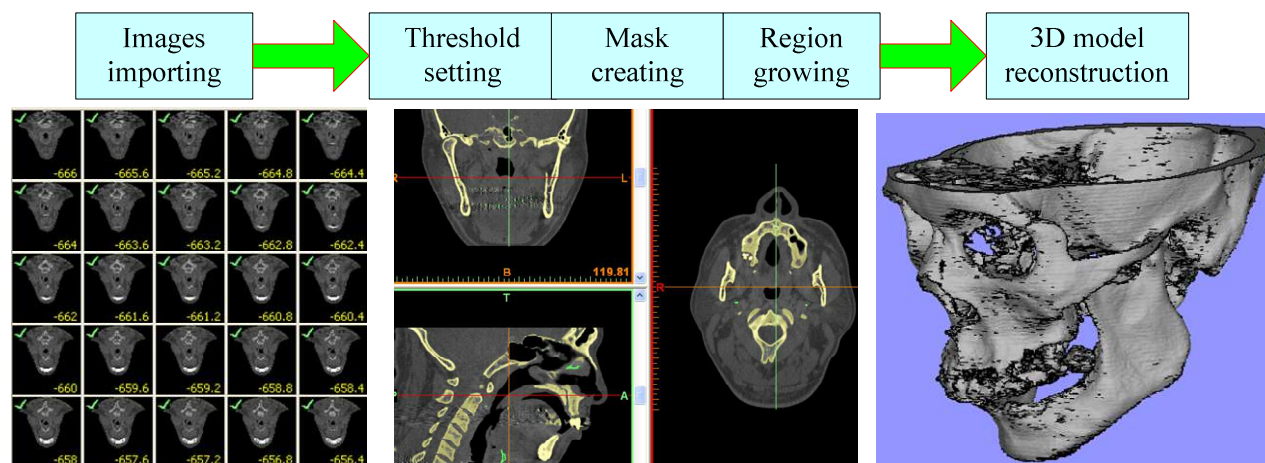 Images
importing
Threshold
setting
Mask
creating
Region
growing
3D model
reconstruction
-666 -665.6 -665.2 -664.8 -664.4
-664 -663.6 -663.2 -662.8 -662.4
-662 -661.6 -661.2 -660.8 -660.4
-660 -659.6 -659.2 -658.8 -658.4
-658 -657.6 -657.2 -656.8 -656.4
R L
B 119.81
T
A
R